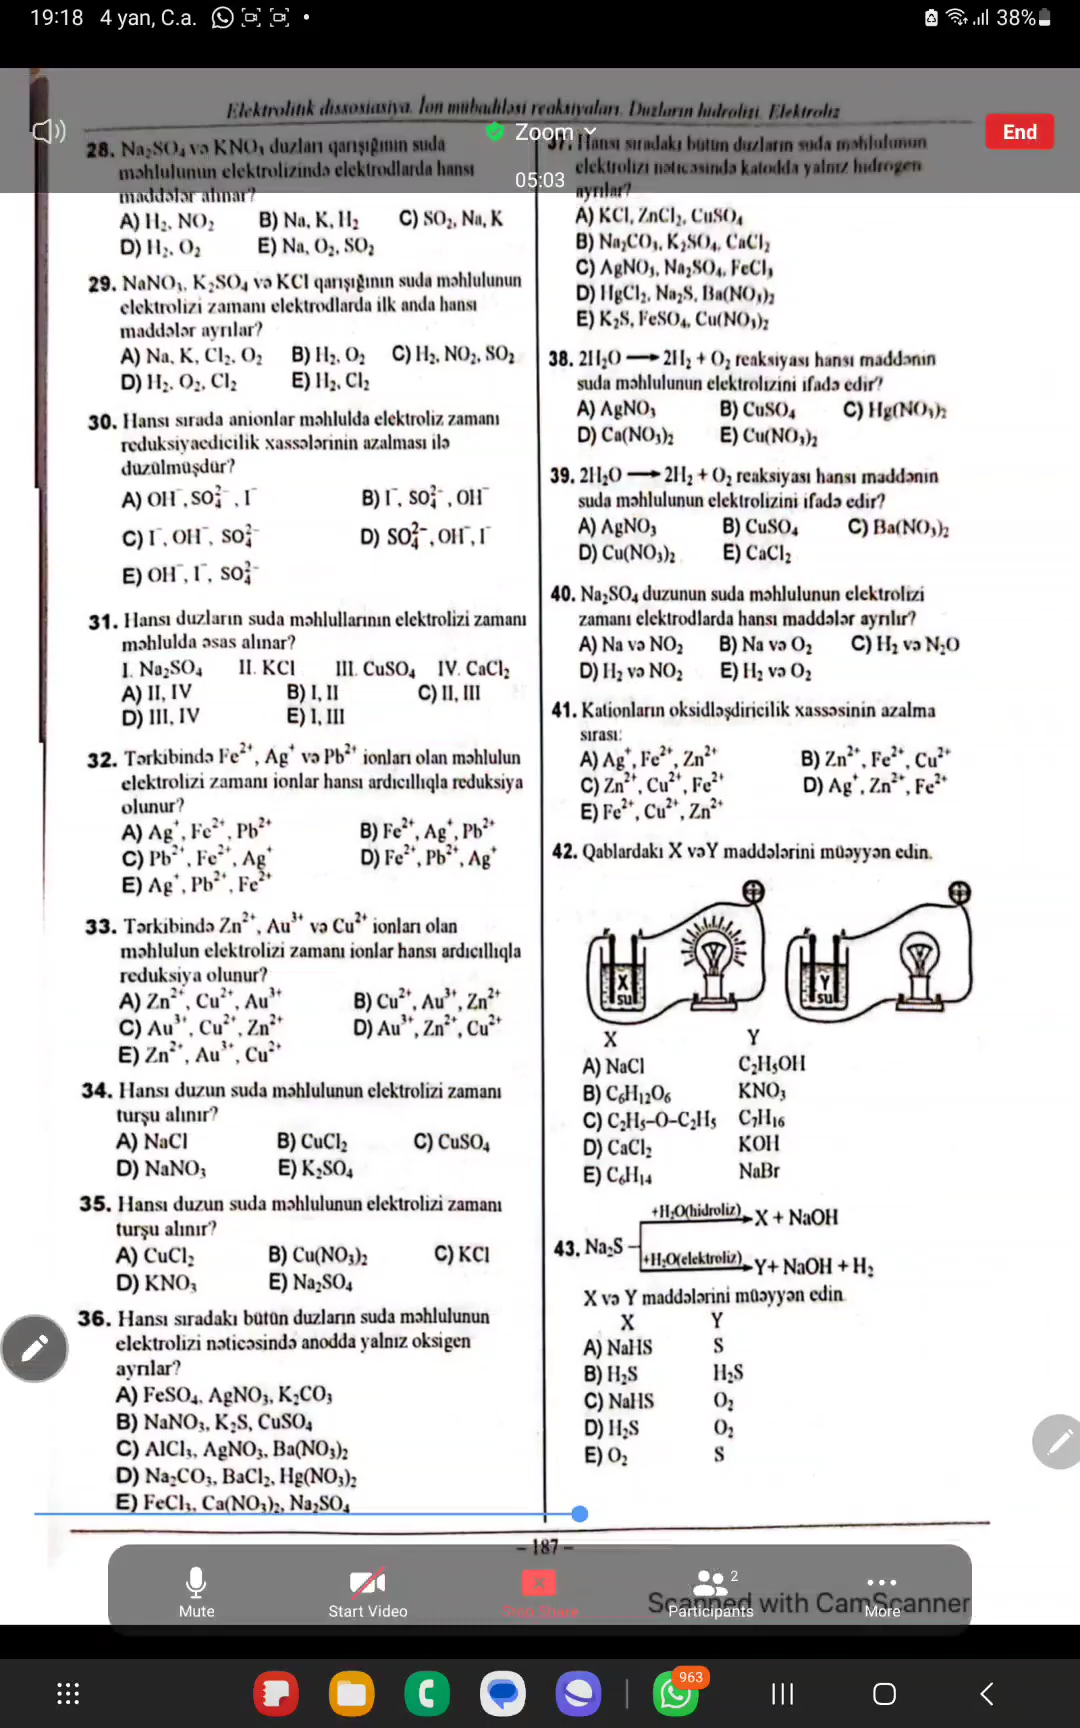 19:18 4 yan, C.a.
38%
Elektrolitik dissosiasiya. İon mübadiləsi reaksiyaları. Duzların hidrolizi. Elektroliz
Zoom
05:03
End
28. Na₂SO₄ və KNO₃ duzları qarışığının suda
məhlulunun elektrolizində elektrodlarda hansı
maddələr alınar?
A) H₂, NO₂ B) Na, K, H₂ C) SO₂, Na, K
D) H₂, O₂ E) Na, O₂, SO₂
29. NaNO₃, K₂SO₄ və KCl qarışığının suda məhlulunun
elektrolizi zamanı elektrodlarda ilk anda hansı
maddələr ayrılar?
A) Na, K, Cl₂, O₂ B) H₂, O₂ C) H₂, NO₂, SO₂
D) H₂, O₂, Cl₂ E) H₂, Cl₂
30. Hansı sırada anionlar məhlulda elektroliz zamanı
reduksiyaedicilik xassələrinin azalması ilə
düzülmüşdür?
A) OH⁻, SO₄²⁻, I⁻ B) I⁻, SO₄²⁻, OH⁻
C) I⁻, OH⁻, SO₄²⁻ D) SO₄²⁻, OH⁻, I⁻
E) OH⁻, I⁻, SO₄²⁻
31. Hansı duzların suda məhlullarının elektrolizi zamanı
məhlulda əsas alınar?
I. Na₂SO₄ II. KCl III. CuSO₄ IV. CaCl₂
A) II, IV B) I, II C) II, III
D) III, IV E) I, III
32. Tərkibində Fe²⁺, Ag⁺ və Pb²⁺ ionları olan məhlulun
elektrolizi zamanı ionlar hansı ardıcıllıqla reduksiya
olunur?
A) Ag⁺, Fe²⁺, Pb²⁺ B) Fe²⁺, Ag⁺, Pb²⁺
C) Pb²⁺, Fe²⁺, Ag⁺ D) Fe²⁺, Pb²⁺, Ag⁺
E) Ag⁺, Pb²⁺, Fe²⁺
33. Tərkibində Zn²⁺, Au³⁺ və Cu²⁺ ionları olan
məhlulun elektrolizi zamanı ionlar hansı ardıcıllıqla
reduksiya olunur?
A) Zn²⁺, Cu²⁺, Au³⁺ B) Cu²⁺, Au³⁺, Zn²⁺
C) Au³⁺, Cu²⁺, Zn²⁺ D) Au³⁺, Zn²⁺, Cu²⁺
E) Zn²⁺, Au³⁺, Cu²⁺
34. Hansı duzun suda məhlulunun elektrolizi zamanı
turşu alınır?
A) NaCl B) CuCl₂ C) CuSO₄
D) NaNO₃ E) K₂SO₄
35. Hansı duzun suda məhlulunun elektrolizi zamanı
turşu alınır?
A) CuCl₂ B) Cu(NO₃)₂ C) KCl
D) KNO₃ E) Na₂SO₄
36. Hansı sıradakı bütün duzların suda məhlulunun
elektrolizi nəticəsində anodda yalnız oksigen
ayrılar?
A) FeSO₄, AgNO₃, K₂CO₃
B) NaNO₃, K₂S, CuSO₄
C) AlCl₃, AgNO₃, Ba(NO₃)₂
D) Na₂CO₃, BaCl₂, Hg(NO₃)₂
E) FeCl₃, Ca(NO₃)₂, Na₂SO₄
37. Hansı sıradakı bütün duzların suda məhlulunun
elektrolizi nəticəsində katodda yalnız hidrogen
ayrılar?
A) KCl, ZnCl₂, CuSO₄
B) Na₂CO₃, K₂SO₄, CaCl₂
C) AgNO₃, Na₂SO₄, FeCl₃
D) HgCl₂, Na₂S, Ba(NO₃)₂
E) K₂S, FeSO₄, Cu(NO₃)₂
38. 2H₂O → 2H₂ + O₂ reaksiyası hansı maddənin
suda məhlulunun elektrolizini ifadə edir?
A) AgNO₃ B) CuSO₄ C) Hg(NO₃)₂
D) Ca(NO₃)₂ E) Cu(NO₃)₂
39. 2H₂O → 2H₂ + O₂ reaksiyası hansı maddənin
suda məhlulunun elektrolizini ifadə edir?
A) AgNO₃ B) CuSO₄ C) Ba(NO₃)₂
D) Cu(NO₃)₂ E) CaCl₂
40. Na₂SO₄ duzunun suda məhlulunun elektrolizi
zamanı elektrodlarda hansı maddələr ayrılır?
A) Na və NO₂ B) Na və O₂ C) H₂ və N₂O
D) H₂ və NO₂ E) H₂ və O₂
41. Kationların oksidləşdiricilik xassəsinin azalma
sırası:
A) Ag⁺, Fe²⁺, Zn²⁺ B) Zn²⁺, Fe²⁺, Cu²⁺
C) Zn²⁺, Cu²⁺, Fe²⁺ D) Ag⁺, Zn²⁺, Fe²⁺
E) Fe²⁺, Cu²⁺, Zn²⁺
42. Qablardakı X və Y maddələrini müəyyən edin.
X Y
su su
X Y
A) NaCl C₂H₅OH
B) C₆H₁₂O₆ KNO₃
C) C₂H₅–O–C₂H₅ C₇H₁₆
D) CaCl₂ KOH
E) C₆H₁₄ NaBr
+H₂O(hidroliz) X + NaOH
43. Na₂S
+H₂O(elektroliz) Y+ NaOH + H₂
X və Y maddələrini müəyyən edin.
X Y
A) NaHS S
B) H₂S H₂S
C) NaHS O₂
D) H₂S O₂
E) O₂ S
– 187 –
Scanned with CamScanner
Mute
Start Video
Stop Share
2
Participants
More
963